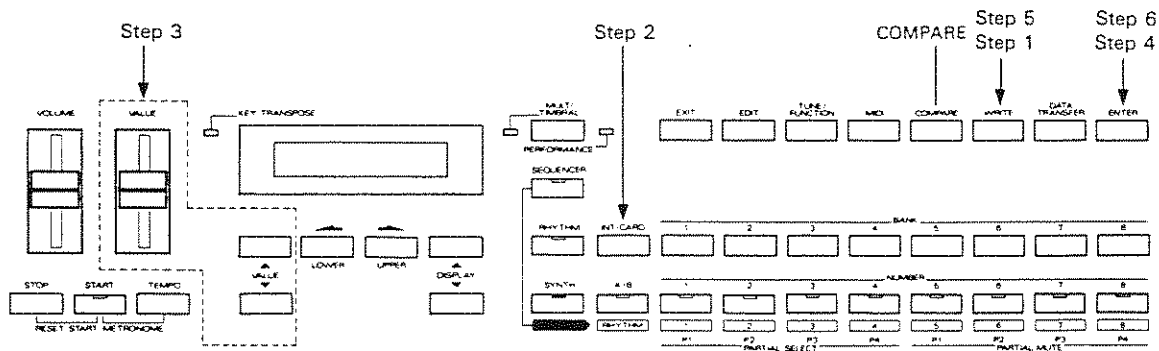 Step 3
Step 2
COMPARE
Step 5
Step 1
Step 6
Step 4
VOLUME
VALUE
KEY TRANSPOSE
MULTI
TIMBRAL
PERFORMANCE
EXIT
EDIT
TUNE/
FUNCTION
MIDI
COMPARE
WRITE
DATA
TRANSFER
ENTER
SEQUENCER
BANK
RHYTHM
INT·CARD
1 2 3 4 5 6 7 8
VALUE
LOWER
UPPER
DISPLAY
NUMBER
STOP
START
TEMPO
RESET START
METRONOME
SYNTH
A·B
1 2 3 4 5 6 7 8
RHYTHM
1 2 3 4 5 6 7 8
P1 P2 P3 P4 P1 P2 P3 P4
PARTIAL SELECT
PARTIAL MUTE